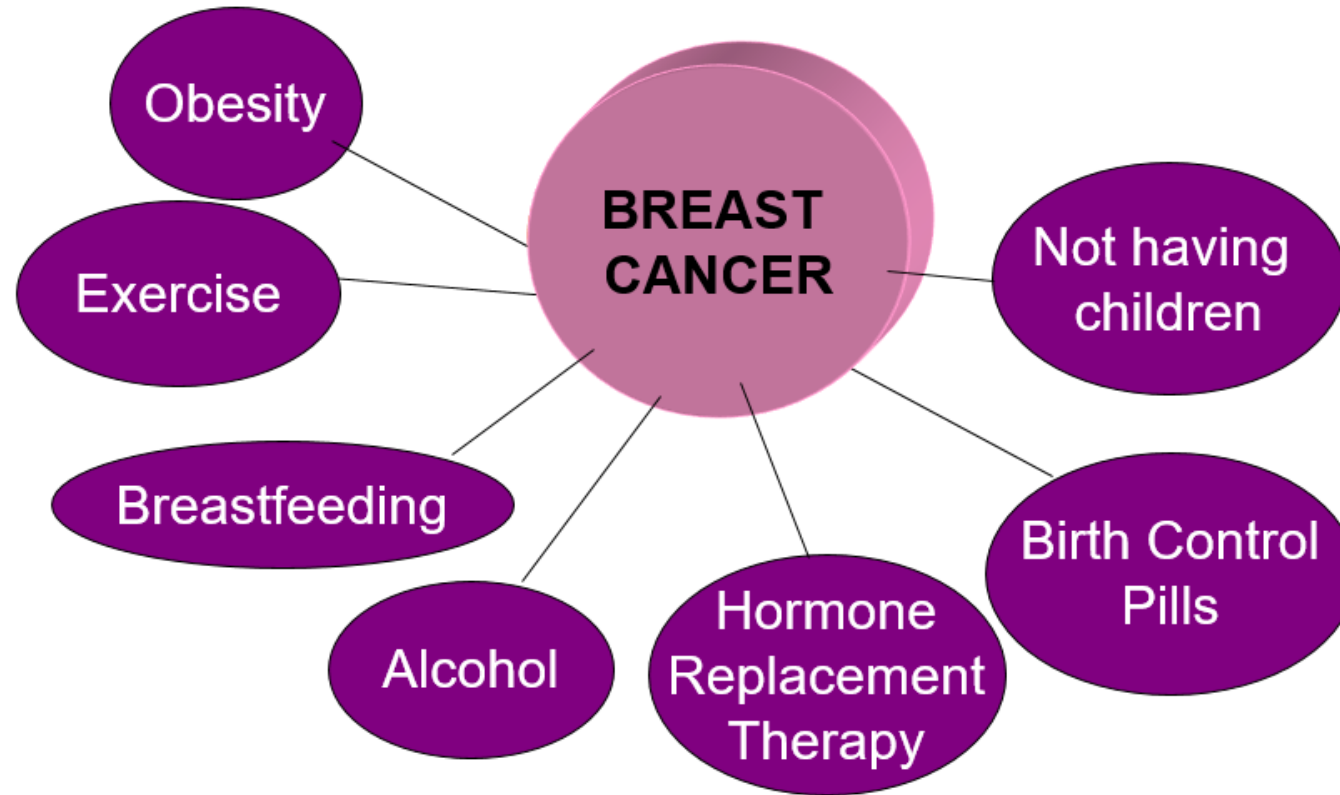 Obesity
Exercise
Breastfeeding
Alcohol
Hormone
Replacement
Therapy
Birth Control
Pills
Not having
children
BREAST
CANCER